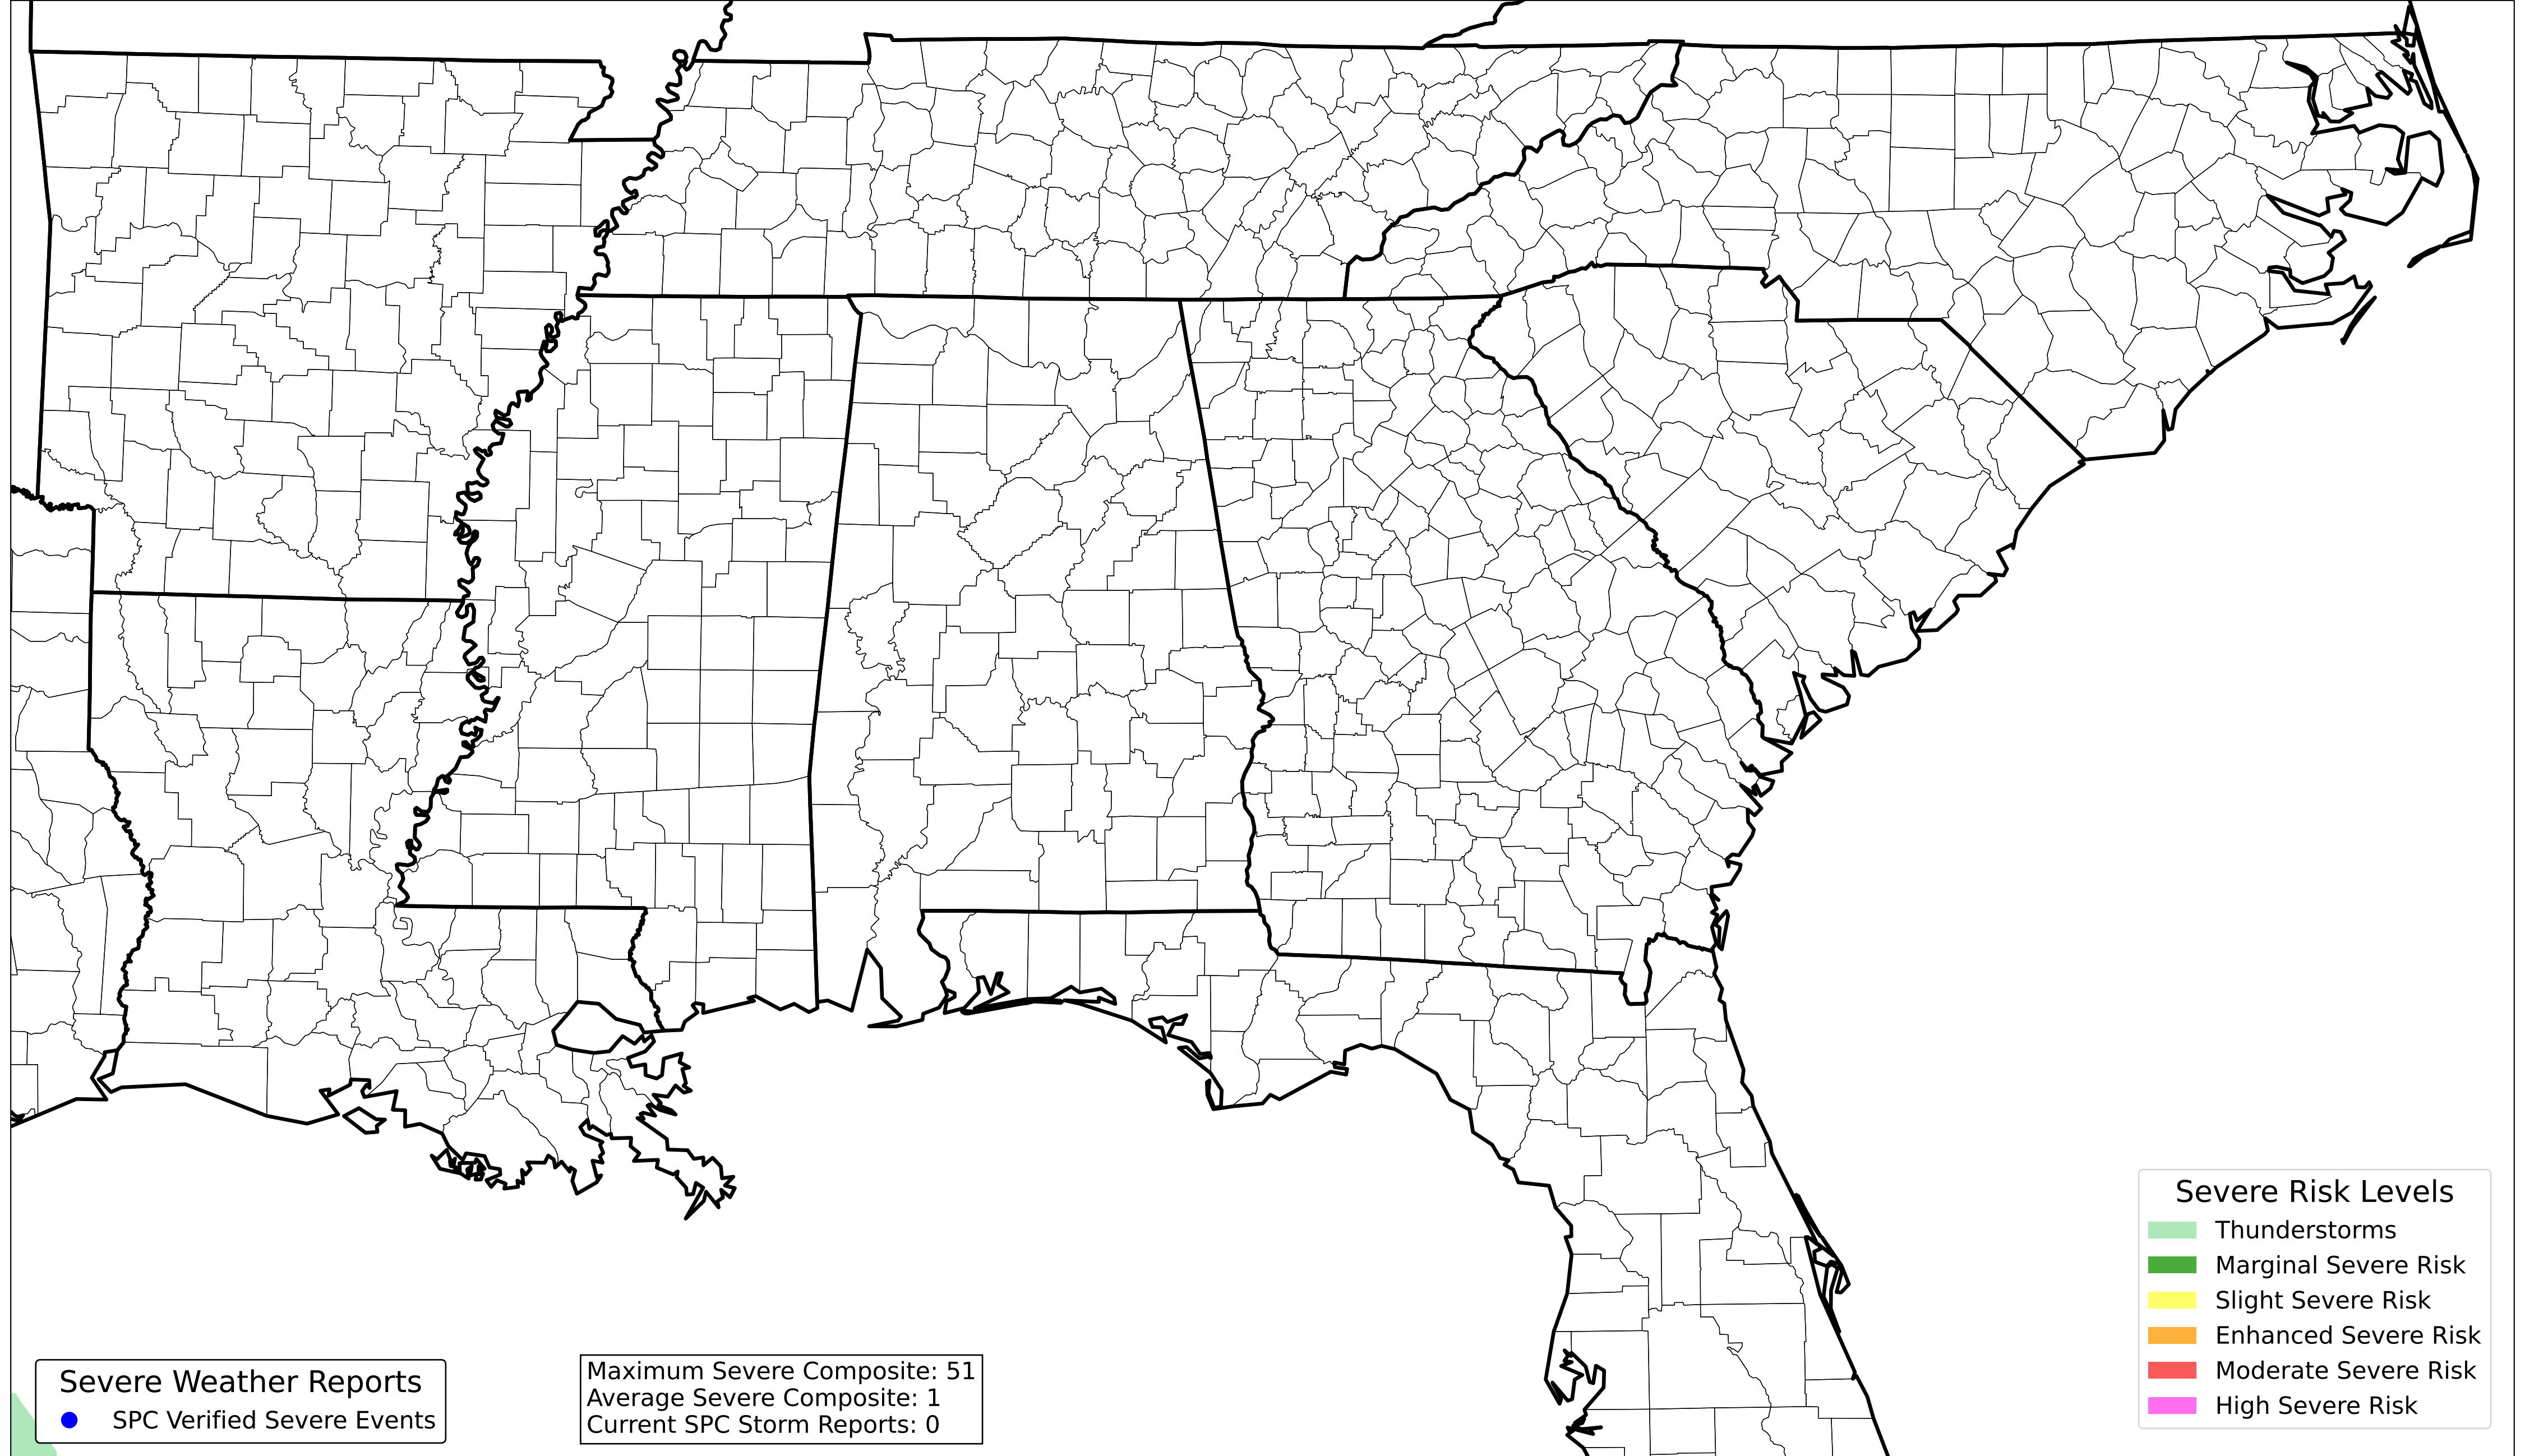 Severe Weather Reports
SPC Verified Severe Events
Maximum Severe Composite: 51
Average Severe Composite: 1
Current SPC Storm Reports: 0
Severe Risk Levels
Thunderstorms
Marginal Severe Risk
Slight Severe Risk
Enhanced Severe Risk
Moderate Severe Risk
High Severe Risk